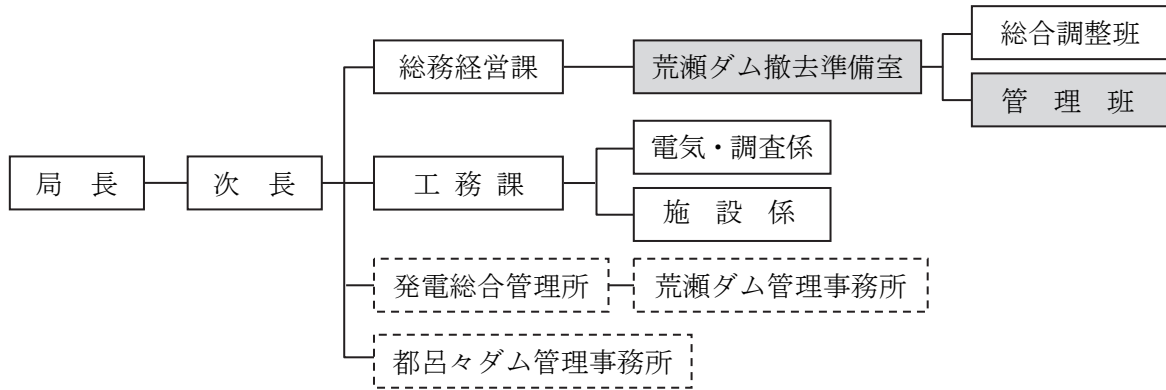 総合調整班
総務経営課
荒瀬ダム撤去準備室
管理班
電気・調査係
局長
次長
工務課
施設係
発電総合管理所
荒瀬ダム管理事務所
都呂々ダム管理事務所